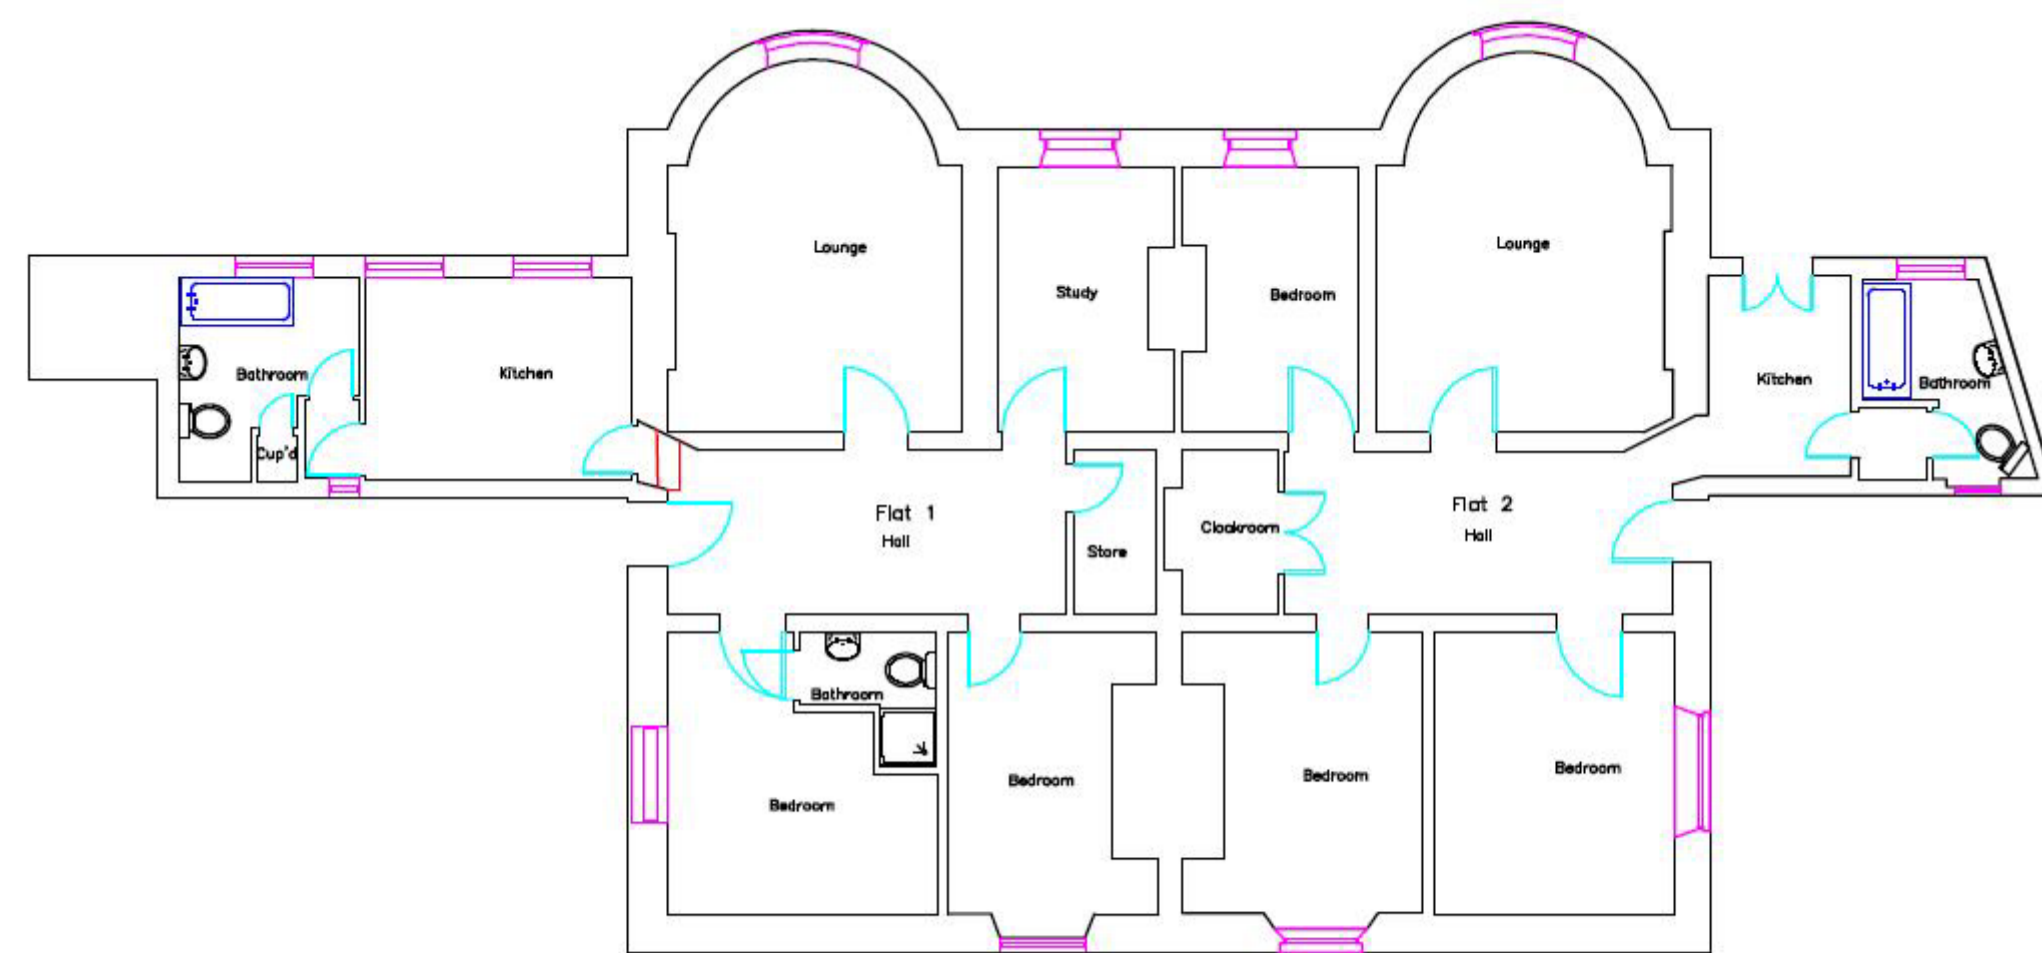 Lounge
Lounge
Study
Bedroom
Bathroom
Kitchen
Kitchen
Bathroom
Cup'd
Flat 1
Hall
Store
Cloakroom
Flat 2
Hall
Bathroom
Bedroom
Bedroom
Bedroom
Bedroom